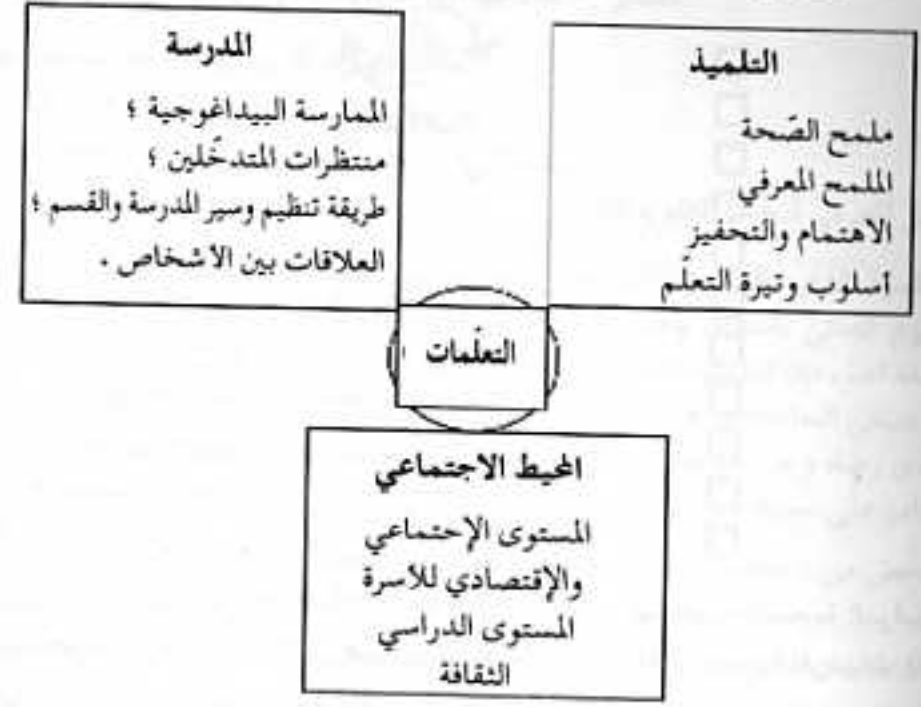 التلميذ
ملمح الصّحة
الملمح المعرفي
الاهتمام والتحفيز
أسلوب وتيرة التعلّم
المدرسة
الممارسة البيداغوجية ؛
منتظرات المتدخّلين ؛
طريقة تنظيم وسير المدرسة والقسم ؛
العلاقات بين الأشخاص .
التعلّمات
المحيط الاجتماعي
المستوى الإحتماعي
والإقتصادي للأسرة
المستوى الدراسي
الثقافة